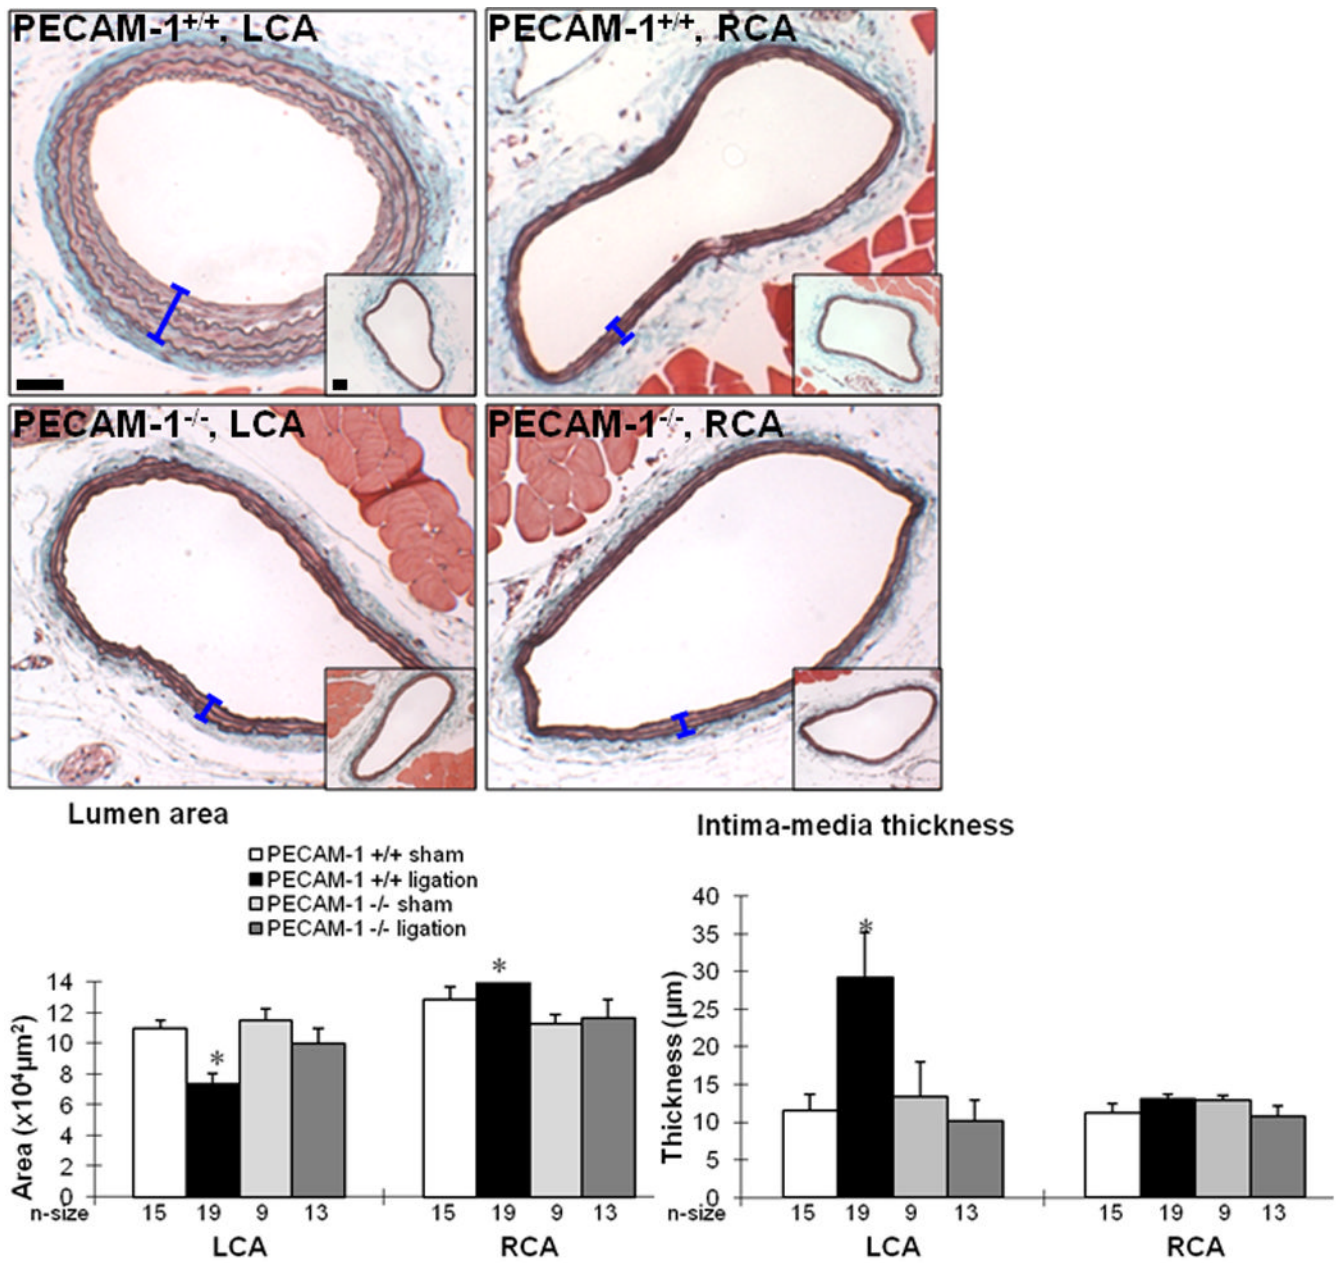 PECAM-1+/+, LCA
PECAM-1+/+, RCA
PECAM-1-/-, LCA
PECAM-1-/-, RCA
Lumen area
PECAM-1 +/+ sham
PECAM-1 +/+ ligation
PECAM-1 -/- sham
PECAM-1 -/- ligation
Area (x10⁴µm²)
14
12
10
8
6
4
2
0
*
*
n-size 15 19 9 13 15 19 9 13
LCA RCA
Intima-media thickness
Thickness (µm)
40
35
30
25
20
15
10
5
0
*
n-size 15 19 9 13 15 19 9 13
LCA RCA